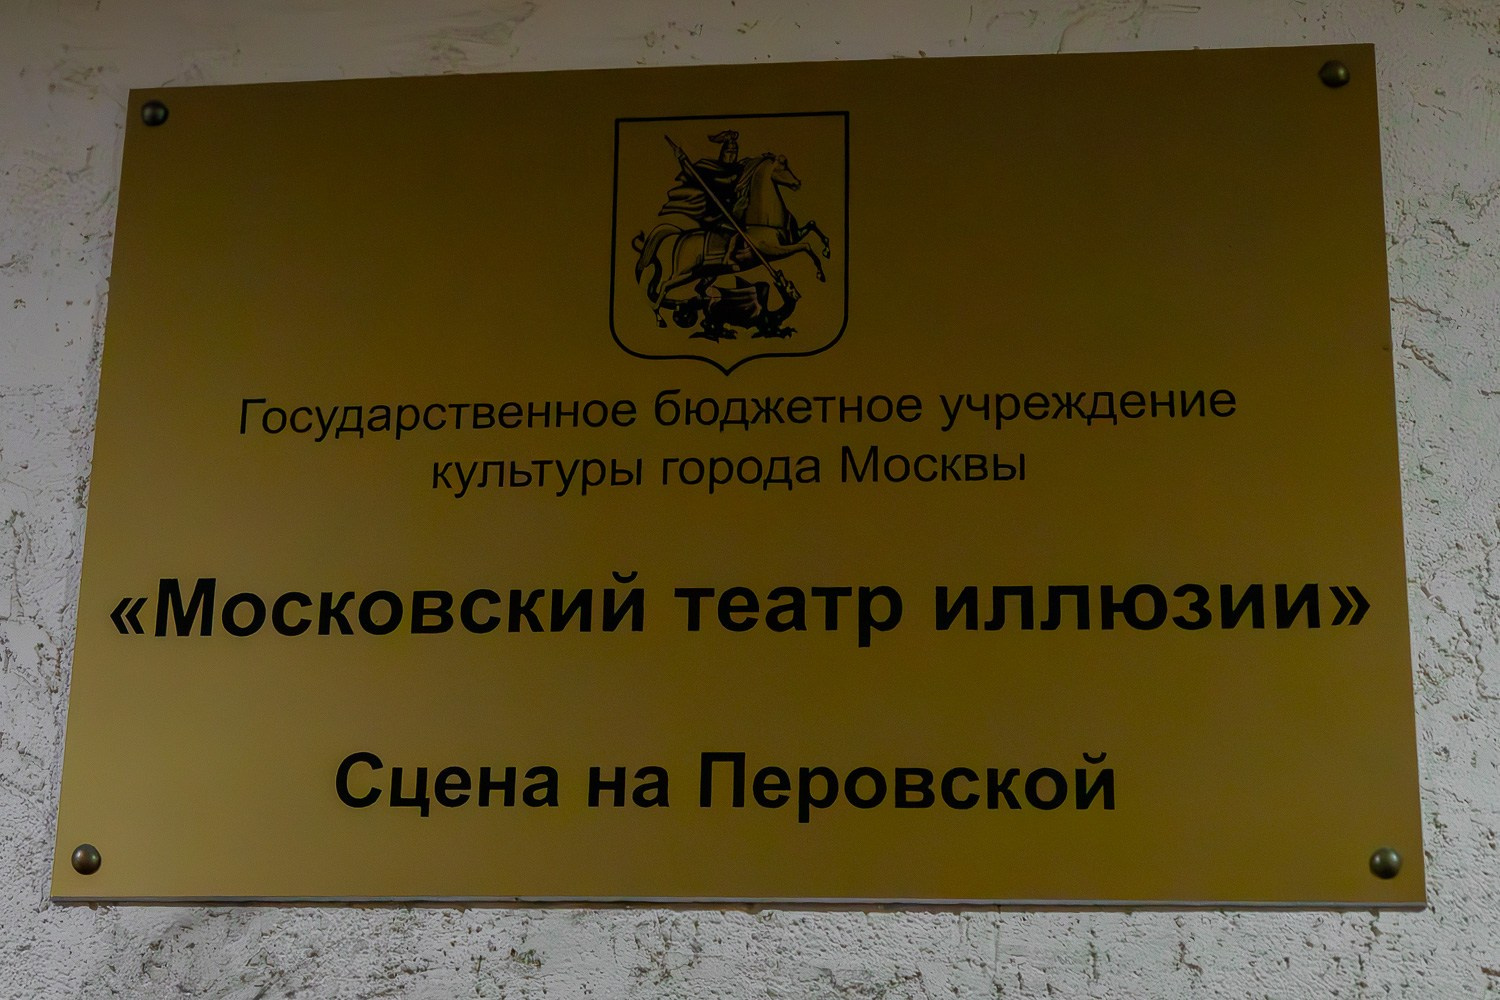 Государственное бюджетное учреждение
культуры города Москвы
«Московский театр иллюзии»
Сцена на Перовской